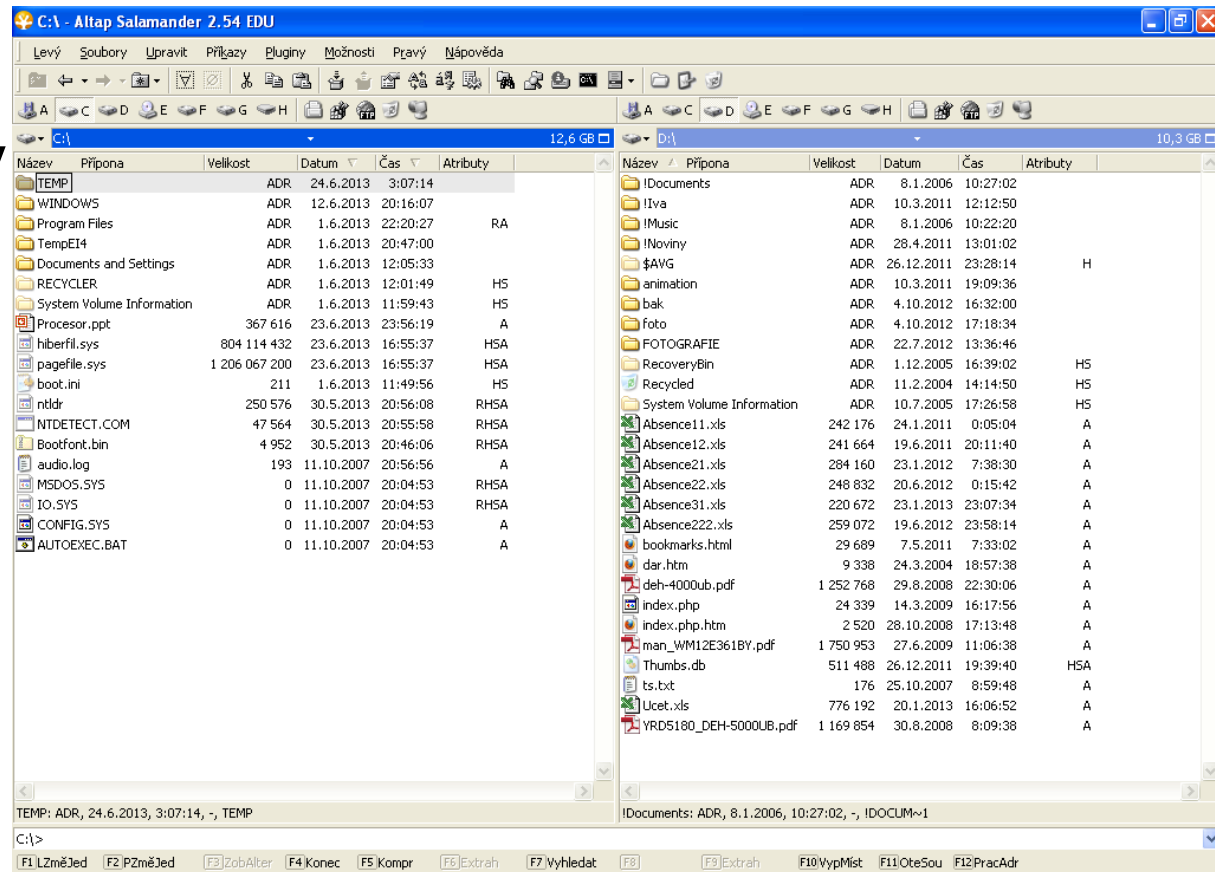 C:\ - Altap Salamander 2.54 EDU
Levý Soubory Upravit Příkazy Pluginy Možnosti Pravý Nápověda
A C D E F G H
C:\ 12,6 GB
Název Přípona Velikost Datum Čas Atributy
TEMP ADR 24.6.2013 3:07:14
WINDOWS ADR 12.6.2013 20:16:07
Program Files ADR 1.6.2013 22:20:27 RA
TempEI4 ADR 1.6.2013 20:47:00
Documents and Settings ADR 1.6.2013 12:05:33
RECYCLER ADR 1.6.2013 12:01:49 HS
System Volume Information ADR 1.6.2013 11:59:43 HS
Procesor.ppt 367 616 23.6.2013 23:56:19 A
hiberfil.sys 804 114 432 23.6.2013 16:55:37 HSA
pagefile.sys 1 206 067 200 23.6.2013 16:55:37 HSA
boot.ini 211 1.6.2013 11:49:56 HS
ntldr 250 576 30.5.2013 20:56:08 RHSA
NTDETECT.COM 47 564 30.5.2013 20:55:58 RHSA
Bootfont.bin 4 952 30.5.2013 20:46:06 RHSA
audio.log 193 11.10.2007 20:56:56 A
MSDOS.SYS 0 11.10.2007 20:04:53 RHSA
IO.SYS 0 11.10.2007 20:04:53 RHSA
CONFIG.SYS 0 11.10.2007 20:04:53 A
AUTOEXEC.BAT 0 11.10.2007 20:04:53 A
TEMP: ADR, 24.6.2013, 3:07:14, -, TEMP
A C D E F G H
D:\ 10,3 GB
Název Přípona Velikost Datum Čas Atributy
!Documents ADR 8.1.2006 10:27:02
!Iva ADR 10.3.2011 12:12:50
!Music ADR 8.1.2006 10:22:20
!Noviny ADR 28.4.2011 13:01:02
$AVG ADR 26.12.2011 23:28:14 H
animation ADR 10.3.2011 19:09:36
bak ADR 4.10.2012 16:32:00
foto ADR 4.10.2012 17:18:34
FOTOGRAFIE ADR 22.7.2012 13:36:46
RecoveryBin ADR 1.12.2005 16:39:02 HS
Recycled ADR 11.2.2004 14:14:50 HS
System Volume Information ADR 10.7.2005 17:26:58 HS
Absence11.xls 242 176 24.1.2011 0:05:04 A
Absence12.xls 241 664 19.6.2011 20:11:40 A
Absence21.xls 284 160 23.1.2012 7:38:30 A
Absence22.xls 248 832 20.6.2012 0:15:42 A
Absence31.xls 220 672 23.1.2013 23:07:34 A
Absence222.xls 259 072 19.6.2012 23:58:14 A
bookmarks.html 29 689 7.5.2011 7:33:02 A
dar.htm 9 338 24.3.2004 18:57:38 A
deh-4000ub.pdf 1 252 768 29.8.2008 22:30:06 A
index.php 24 339 14.3.2009 16:17:56 A
index.php.htm 2 520 28.10.2008 17:13:48 A
man_WM12E361BY.pdf 1 750 953 27.6.2009 11:06:38 A
Thumbs.db 511 488 26.12.2011 19:39:40 HSA
ts.txt 176 25.10.2007 8:59:48 A
Ucet.xls 776 192 20.1.2013 16:06:52 A
YRD5180_DEH-5000UB.pdf 1 169 854 30.8.2008 8:09:38 A
!Documents: ADR, 8.1.2006, 10:27:02, -, !DOCUM~1
C:\>
F1 LZměJed F2 PZměJed F3 ZobAlter F4 Konec F5 Kompr F6 Extrah F7 Vyhledat F8 F9 Extrah F10 VypMíst F11 OteSou F12 PracAdr